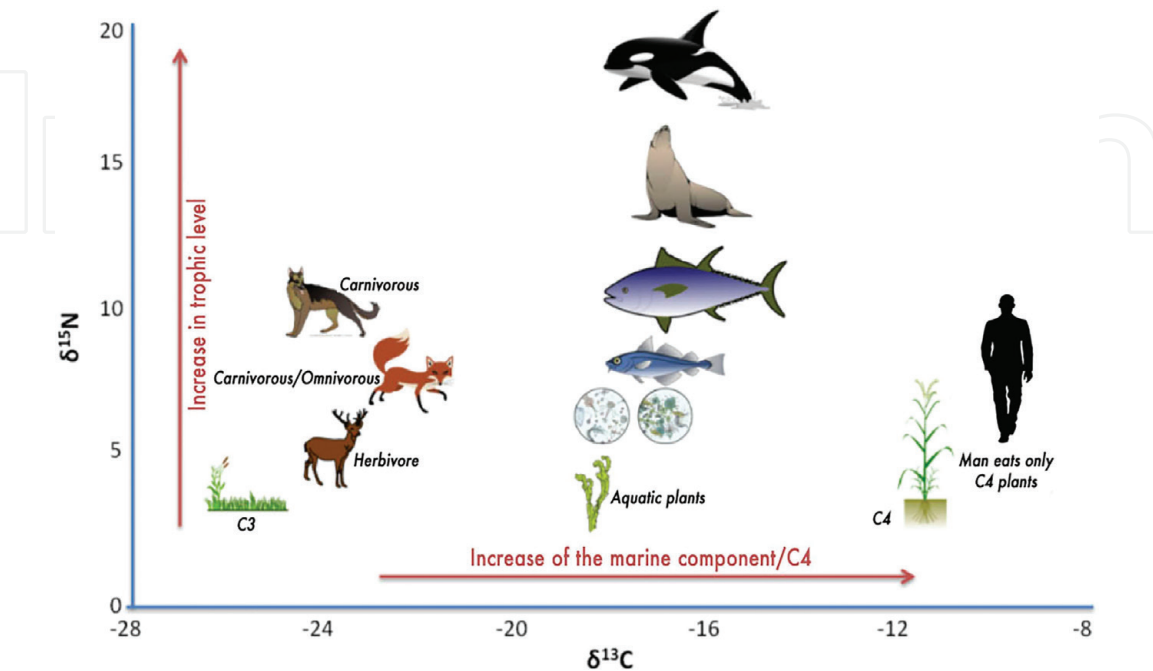 20
15
10
5
0
δ15N
Increase in trophic level
Carnivorous
Carnivorous/Omnivorous
Herbivore
C3
Aquatic plants
C4
Man eats only
C4 plants
Increase of the marine component/C4
-28
-24
-20
-16
-12
-8
δ13C